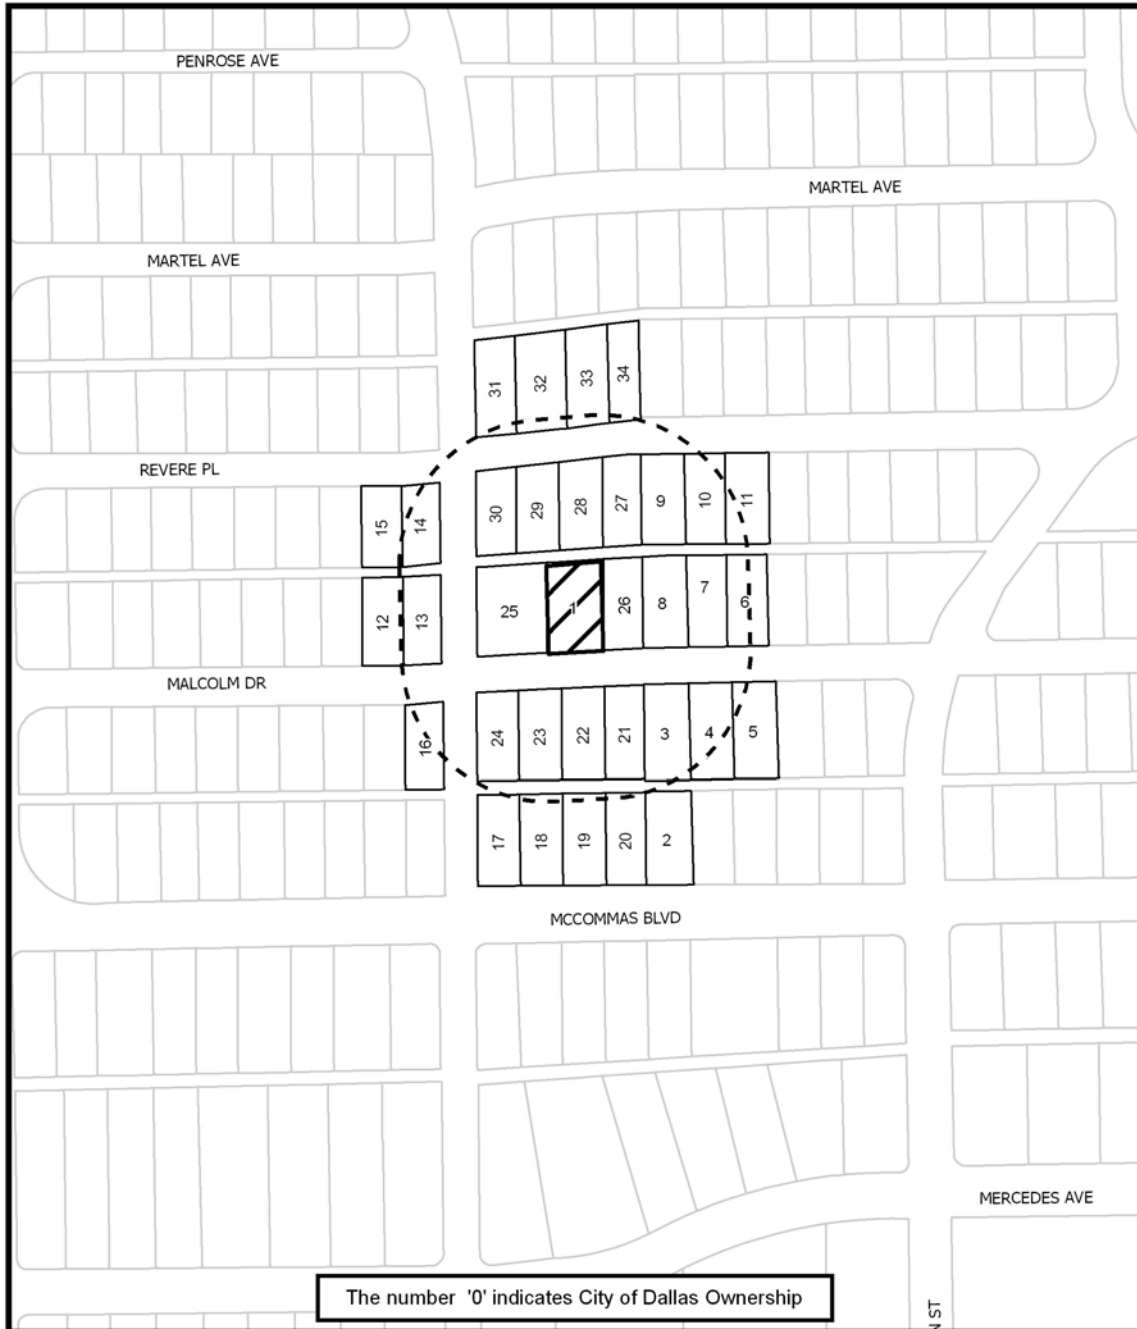 PENROSE AVE
MARTEL AVE
MARTEL AVE
31 32 33 34
REVERE PL
15 14 30 29 28 27 9 10 11
12 13 25 1 26 8 7 6
MALCOLM DR
16 24 23 22 21 3 4 5
17 18 19 20 2
MCCOMMAS BLVD
MERCEDES AVE
The number '0' indicates City of Dallas Ownership
ST